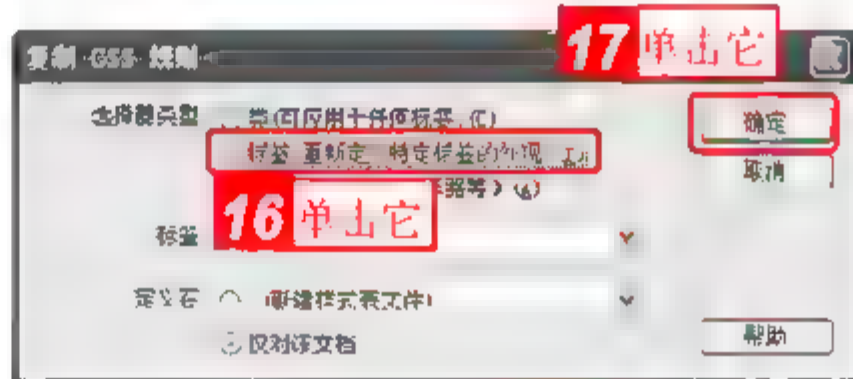 17 单击它
复制 CSS 规则
选择器类型
类(可应用于任何标签)(C)
确定
标签(重新定义特定标签的外观)(T)
取消
器等)(A)
16 单击它
标签
定义在
(新建样式表文件)
仅对该文档
帮助